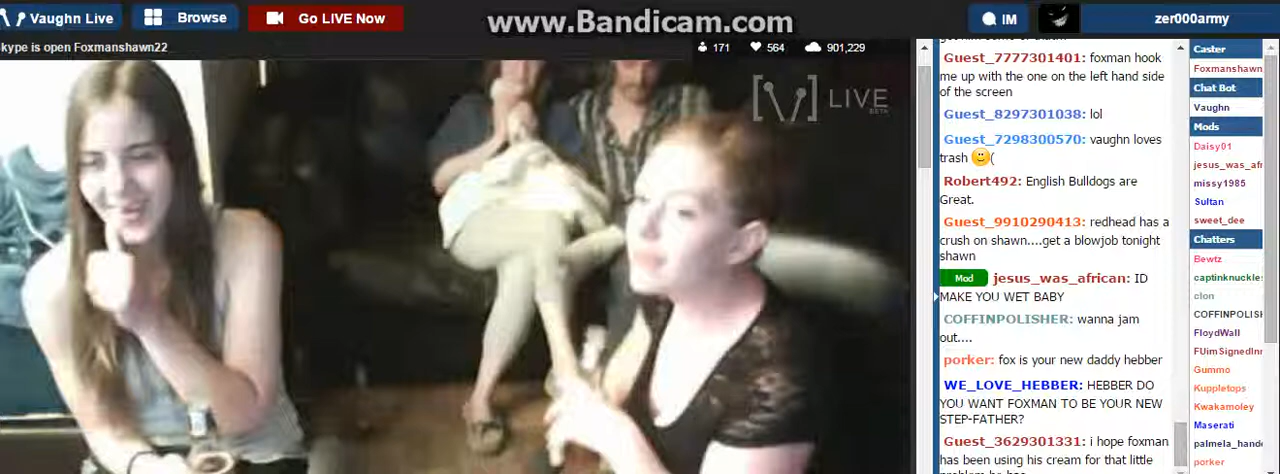 Vaughn Live
Browse
Go LIVE Now
www.Bandicam.com
IM
zer000army
kype is open Foxmanshawn22
171
564
901,229
[V] LIVE
BETA
Guest_7777301401: foxman hook
me up with the one on the left hand side
of the screen
Guest_8297301038: lol
Guest_7298300570: vaughn loves
trash (
Robert492: English Bulldogs are
Great.
Guest_9910290413: redhead has a
crush on shawn....get a blowjob tonight
shawn
Mod jesus_was_african: ID
MAKE YOU WET BABY
COFFINPOLISHER: wanna jam
out....
porker: fox is your new daddy hebber
WE_LOVE_HEBBER: HEBBER DO
YOU WANT FOXMAN TO BE YOUR NEW
STEP-FATHER?
Guest_3629301331: i hope foxman
has been using his cream for that little
Caster
Foxmanshawn
Chat Bot
Vaughn
Mods
Daisy01
jesus_was_afr
missy1985
Sultan
sweet_dee
Chatters
Bewtz
captinknuckle
clon
COFFINPOLISH
FloydWall
FUimSignedInr
Gummo
Kuppletops
Kwakamoley
Maserati
palmela_hande
porker